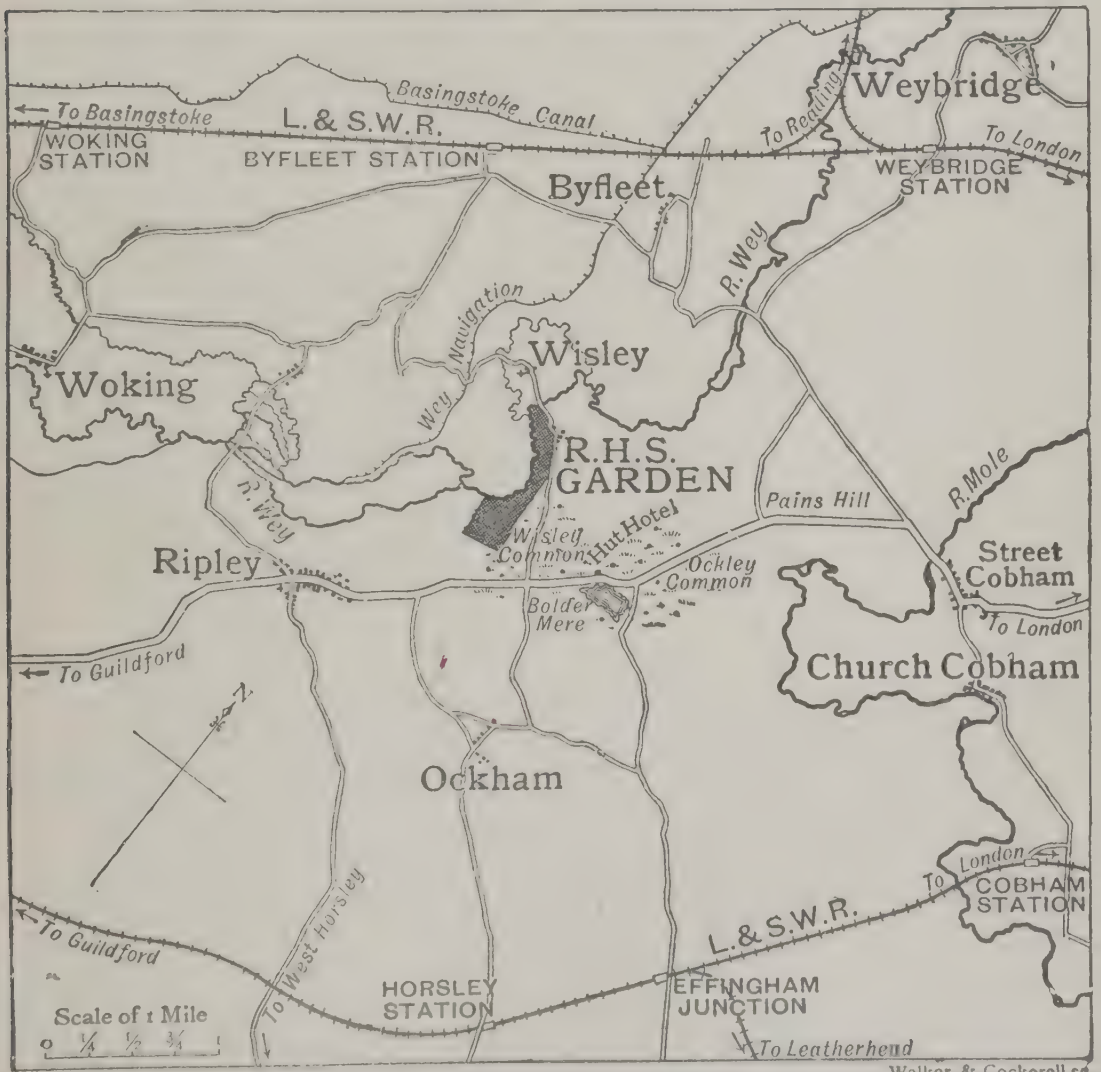 Weybridge
Basingstoke Canal
← To Basingstoke
L. & S.W.R.
To Reading
To London
WOKING
STATION
BYFLEET STATION
WEYBRIDGE
STATION
Byfleet
R. Wey
Wey Navigation
Wisley
Woking
R.H.S.
GARDEN
R. Mole
Pains Hill
R. Wey
Hut Hotel
Wisley
Common
Ripley
Ockley
Common
Street
Cobham
Bolder
Mere
To London
← To Guildford
Church Cobham
N
Ockham
To London
COBHAM
STATION
To Guildford
To West Horsley
L. & S.W.R.
HORSLEY
STATION
EFFINGHAM
JUNCTION
Scale of 1 Mile
0 ¼ ½ ¾ 1
To Leatherhead
Walker & Cockerell sc.